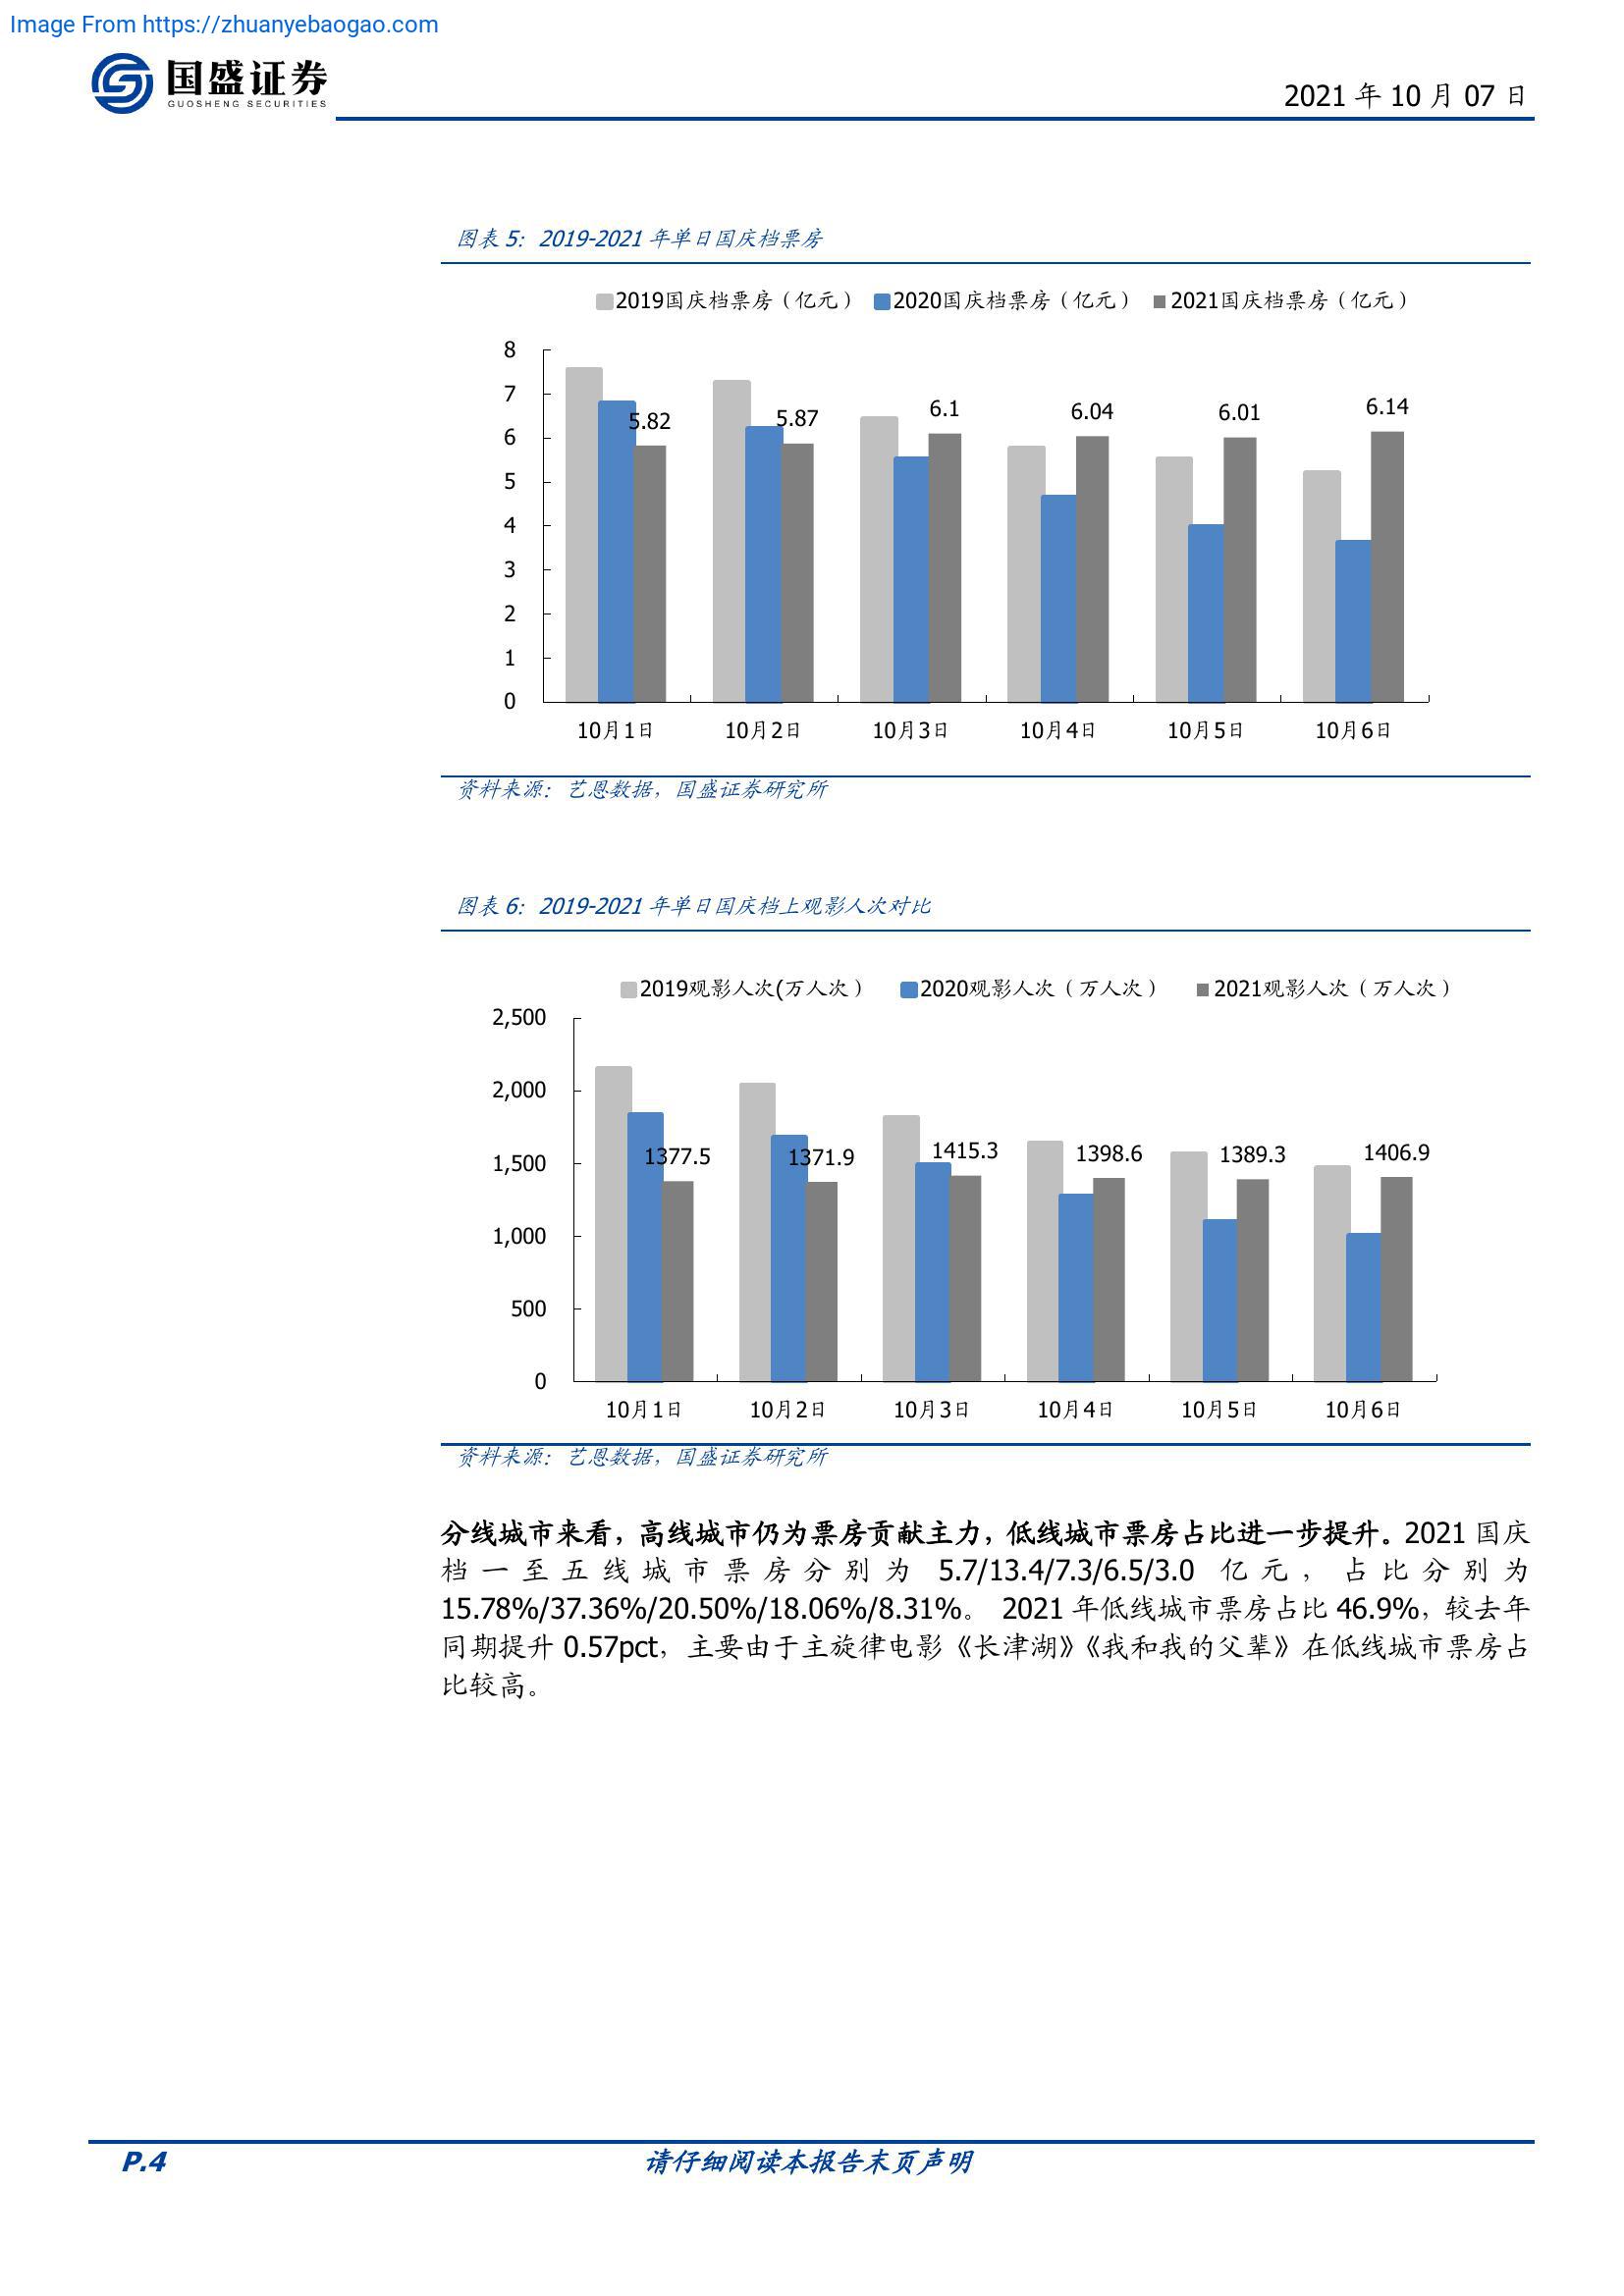 Image From https://zhuanyebaogao.com
国盛证券
GUOSHENG SECURITIES
2021 年 10 月 07 日
图表 5：2019-2021 年单日国庆档票房
2019国庆档票房（亿元） 2020国庆档票房（亿元） 2021国庆档票房（亿元）
8
7
6
5
4
3
2
1
0
5.82 5.87 6.1 6.04 6.01 6.14
10月1日 10月2日 10月3日 10月4日 10月5日 10月6日
资料来源：艺恩数据，国盛证券研究所
图表 6：2019-2021 年单日国庆档上观影人次对比
2019观影人次(万人次） 2020观影人次（万人次） 2021观影人次（万人次）
2,500
2,000
1,500
1,000
500
0
1377.5 1371.9 1415.3 1398.6 1389.3 1406.9
10月1日 10月2日 10月3日 10月4日 10月5日 10月6日
资料来源：艺恩数据，国盛证券研究所
分线城市来看，高线城市仍为票房贡献主力，低线城市票房占比进一步提升。2021 国庆
档一至五线城市票房分别为 5.7/13.4/7.3/6.5/3.0 亿元，占比分别为
15.78%/37.36%/20.50%/18.06%/8.31%。 2021 年低线城市票房占比 46.9%，较去年
同期提升 0.57pct，主要由于主旋律电影《长津湖》《我和我的父辈》在低线城市票房占
比较高。
P.4
请仔细阅读本报告末页声明